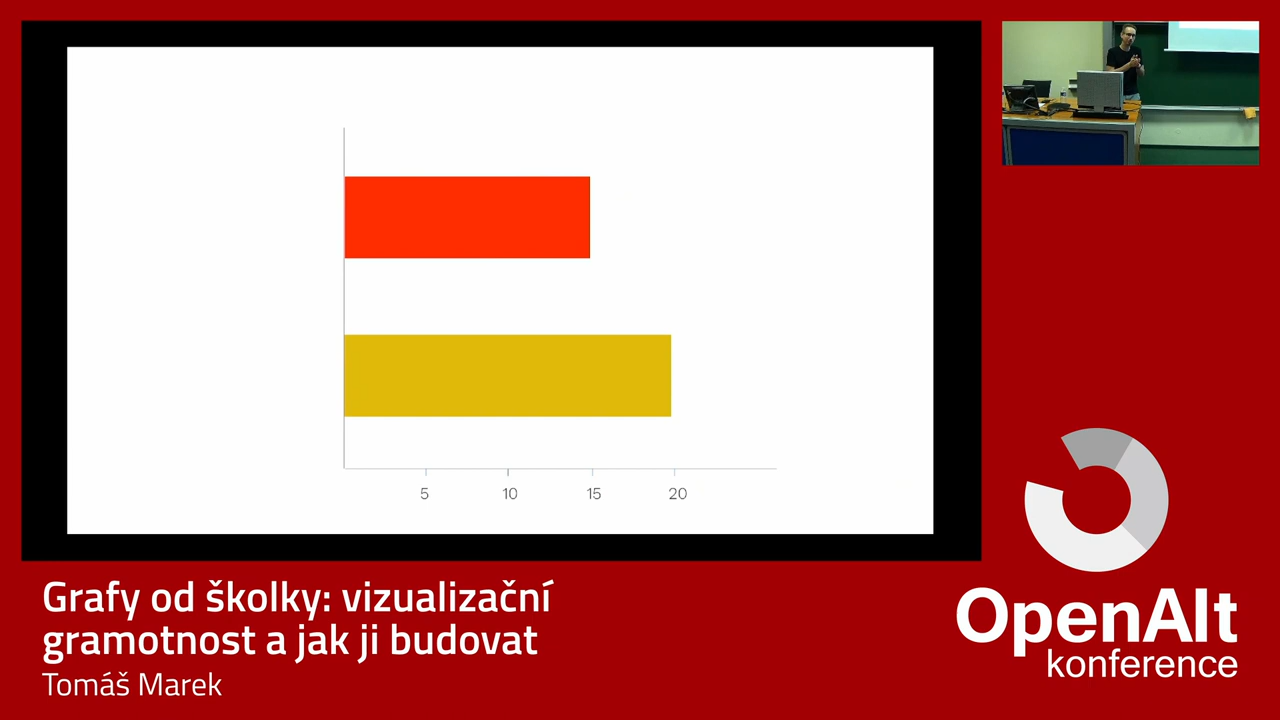 5 10 15 20
Grafy od školky: vizualizační
gramotnost a jak ji budovat
Tomáš Marek
OpenAlt
konference